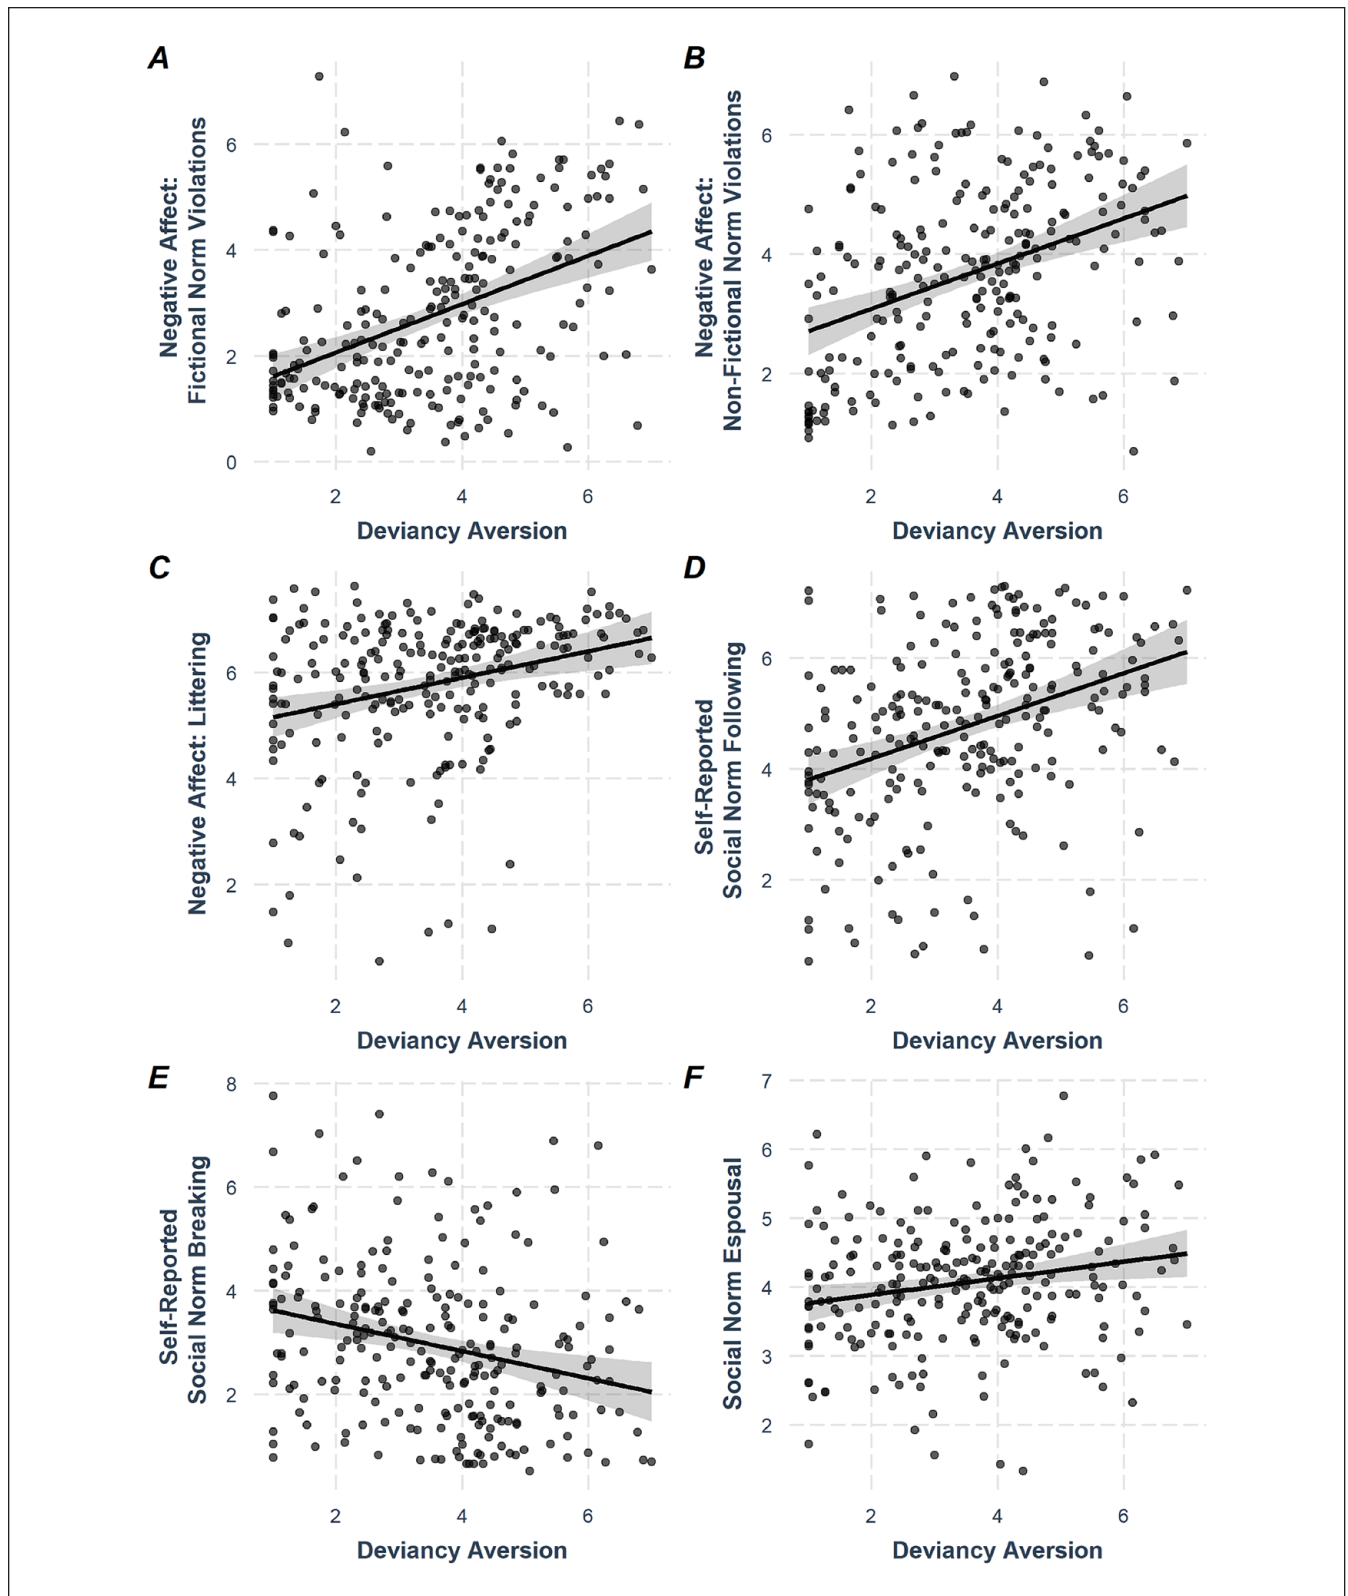 A
B
Negative Affect:
Fictional Norm Violations
6
4
2
0
2
4
6
Deviancy Aversion
Negative Affect:
Non-Fictional Norm Violations
6
4
2
2
4
6
Deviancy Aversion
C
D
Negative Affect: Littering
6
4
2
2
4
6
Deviancy Aversion
Self-Reported
Social Norm Following
6
4
2
2
4
6
Deviancy Aversion
E
F
Self-Reported
Social Norm Breaking
8
6
4
2
2
4
6
Deviancy Aversion
Social Norm Espousal
7
6
5
4
3
2
2
4
6
Deviancy Aversion